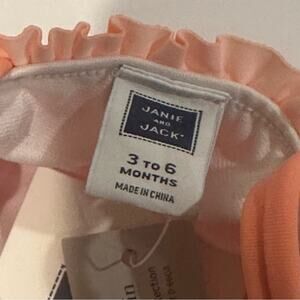 JANIE
AND
JACK®
3 TO 6
MONTHS
MADE IN CHINA